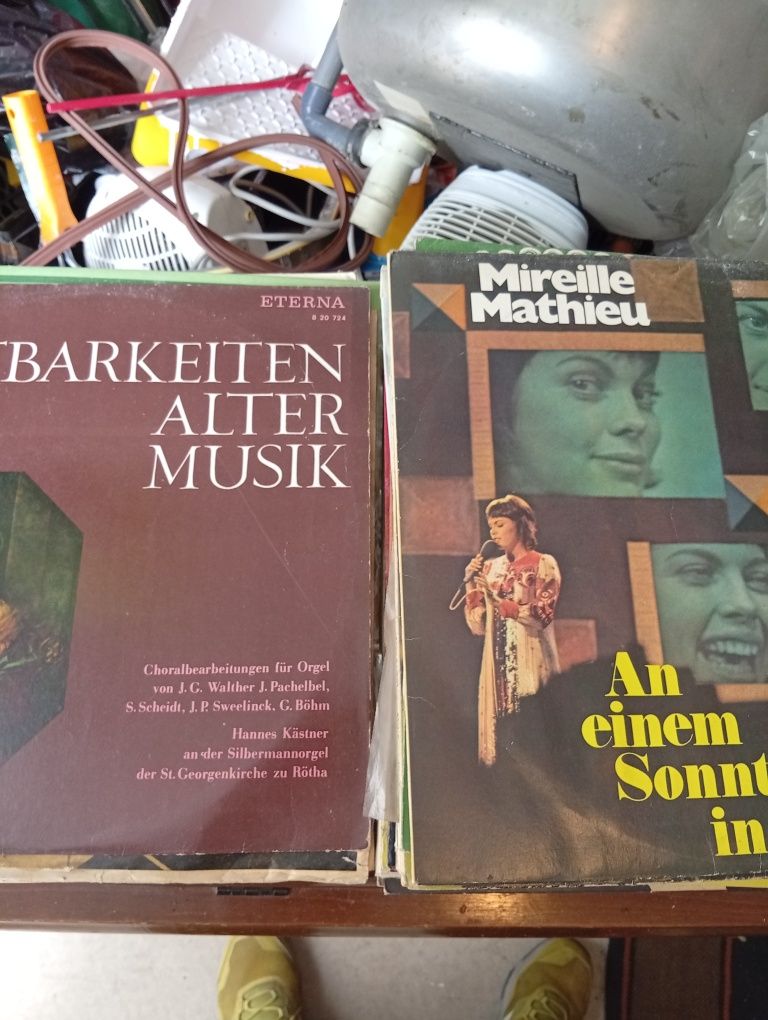 ETERNA
8 20 724
TBARKEITEN
ALTER
MUSIK
Choralbearbeitungen für Orgel
von J. G. Walther J. Pachelbel,
S. Scheidt, J. P. Sweelinck, G. Böhm
Hannes Kästner
an der Silbermannorgel
der St. Georgenkirche zu Rötha
Mireille
Mathieu
An
einem
Sonnt
in